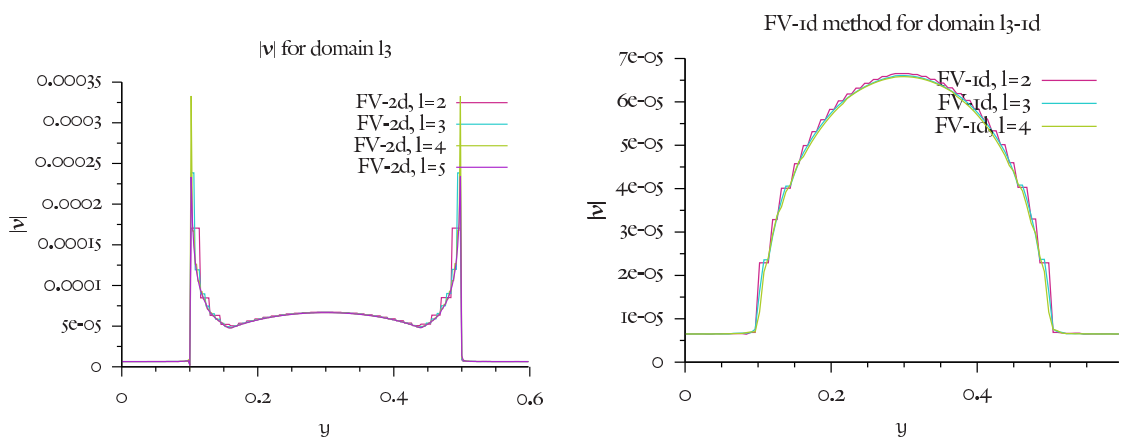 |v| for domain l3
0.00035
0.0003
0.00025
0.0002
0.00015
0.0001
5e-05
0
|v|
FV-2d, l=2
FV-2d, l=3
FV-2d, l=4
FV-2d, l=5
0
0.2
0.4
0.6
y
FV-1d method for domain l3-1d
7e-05
6e-05
5e-05
4e-05
3e-05
2e-05
1e-05
0
|v|
FV-1d, l=2
FV-1d, l=3
FV-1d, l=4
0
0.2
0.4
y